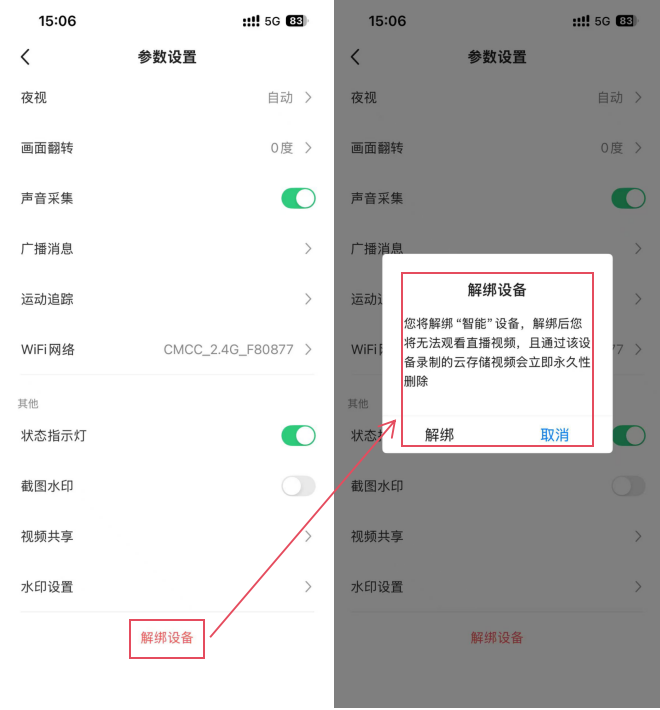 15:06
5G 83
参数设置
夜视
自动
画面翻转
0度
声音采集
广播消息
运动追踪
WiFi网络
CMCC_2.4G_F80877
其他
状态指示灯
截图水印
视频共享
水印设置
解绑设备
15:06
5G 83
参数设置
夜视
自动
画面翻转
0度
声音采集
广播消息
运动追
WiFi
77
其他
状态
解绑设备
您将解绑“智能”设备，解绑后您
将无法观看直播视频，且通过该设
备录制的云存储视频会立即永久性
删除
解绑
取消
截图水印
视频共享
水印设置
解绑设备